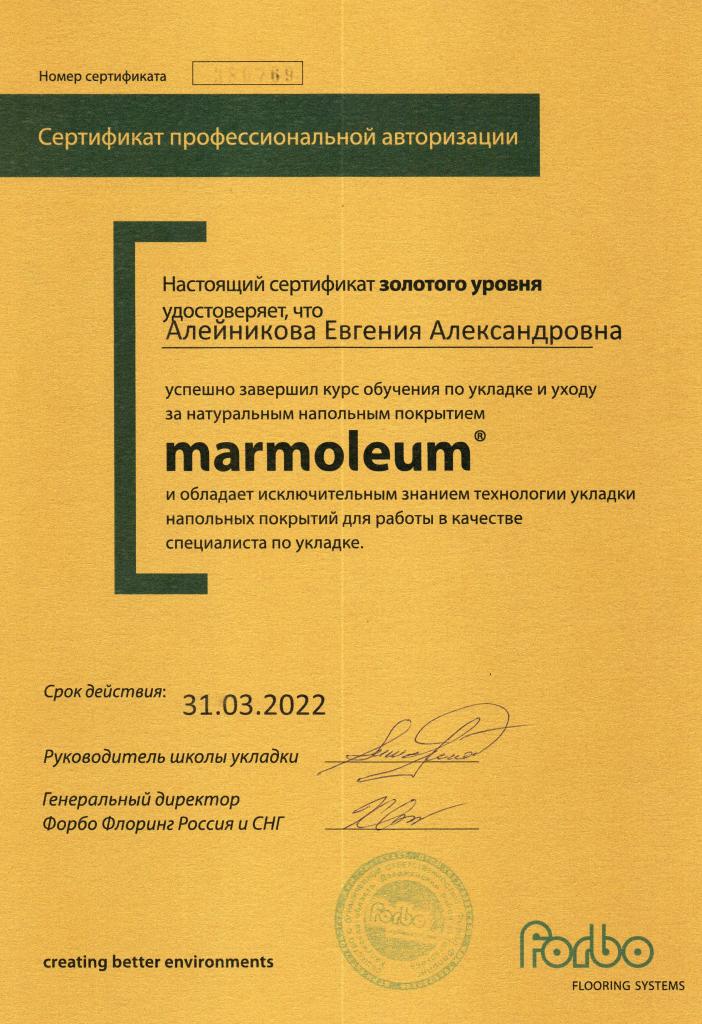 Номер сертификата
Сертификат профессиональной авторизации
Настоящий сертификат золотого уровня
удостоверяет, что
Алейникова Евгения Александровна
успешно завершил курс обучения по укладке и уходу
за натуральным напольным покрытием
marmoleum®
и обладает исключительным знанием технологии укладки
напольных покрытий для работы в качестве
специалиста по укладке.
Срок действия: 31.03.2022
Руководитель школы укладки
Генеральный директор
Форбо Флоринг Россия и СНГ
forbo
creating better environments
forbo
FLOORING SYSTEMS